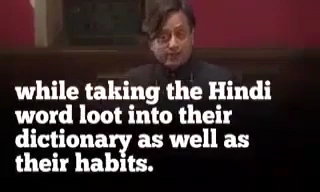 while taking the Hindi
word loot into their
dictionary as well as
their habits.